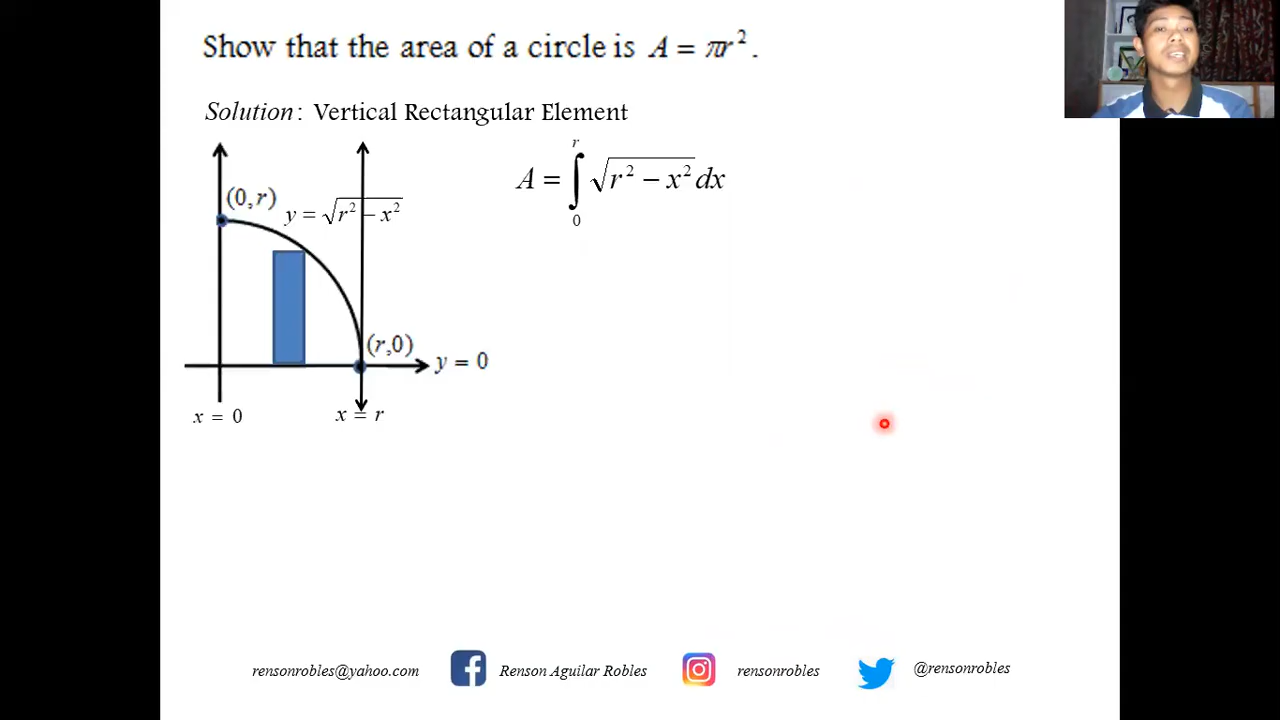 Show that the area of a circle is A = πr².
Solution: Vertical Rectangular Element
A = ∫₀ʳ √(r² − x²) dx
(0, r)
y = √(r² − x²)
(r,0)
y = 0
x = 0
x = r
rensonrobles@yahoo.com
Renson Aguilar Robles
rensonrobles
@rensonrobles